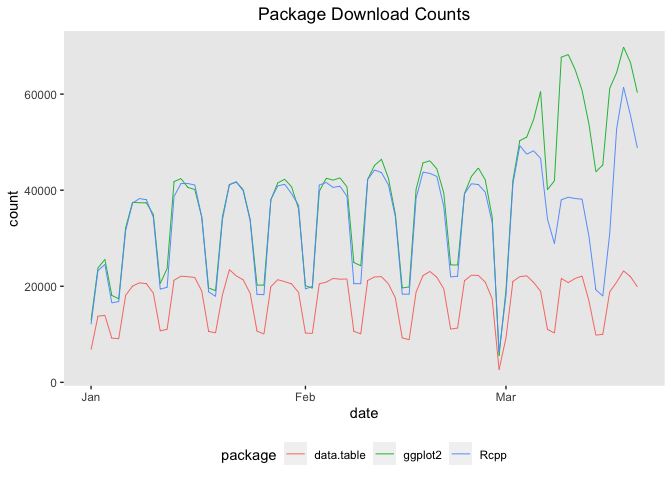 Package Download Counts
60000
40000
20000
0
count
Jan Feb Mar
date
package data.table ggplot2 Rcpp